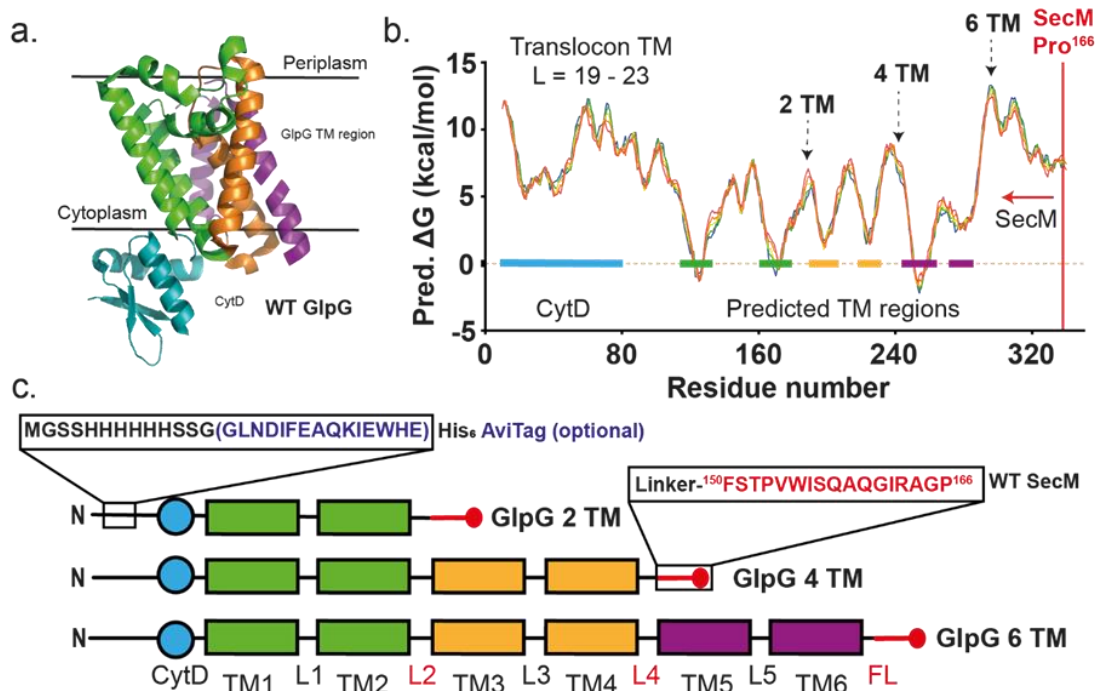 a.
Periplasm
GlpG TM region
Cytoplasm
CytD
WT GlpG
b.
Translocon TM
L = 19 - 23
2 TM
4 TM
6 TM
SecM
Pro¹⁶⁶
SecM
Pred. ΔG (kcal/mol)
15
10
5
0
-5
CytD
Predicted TM regions
0
80
160
240
320
Residue number
c.
MGSSHHHHHHSSG(GLNDIFEAQKIEWHE) His₆ AviTag (optional)
Linker-¹⁵⁰FSTPVWISQAQGIRAGP¹⁶⁶ WT SecM
N
GlpG 2 TM
N
GlpG 4 TM
N
GlpG 6 TM
CytD TM1 L1 TM2 L2 TM3 L3 TM4 L4 TM5 L5 TM6 FL